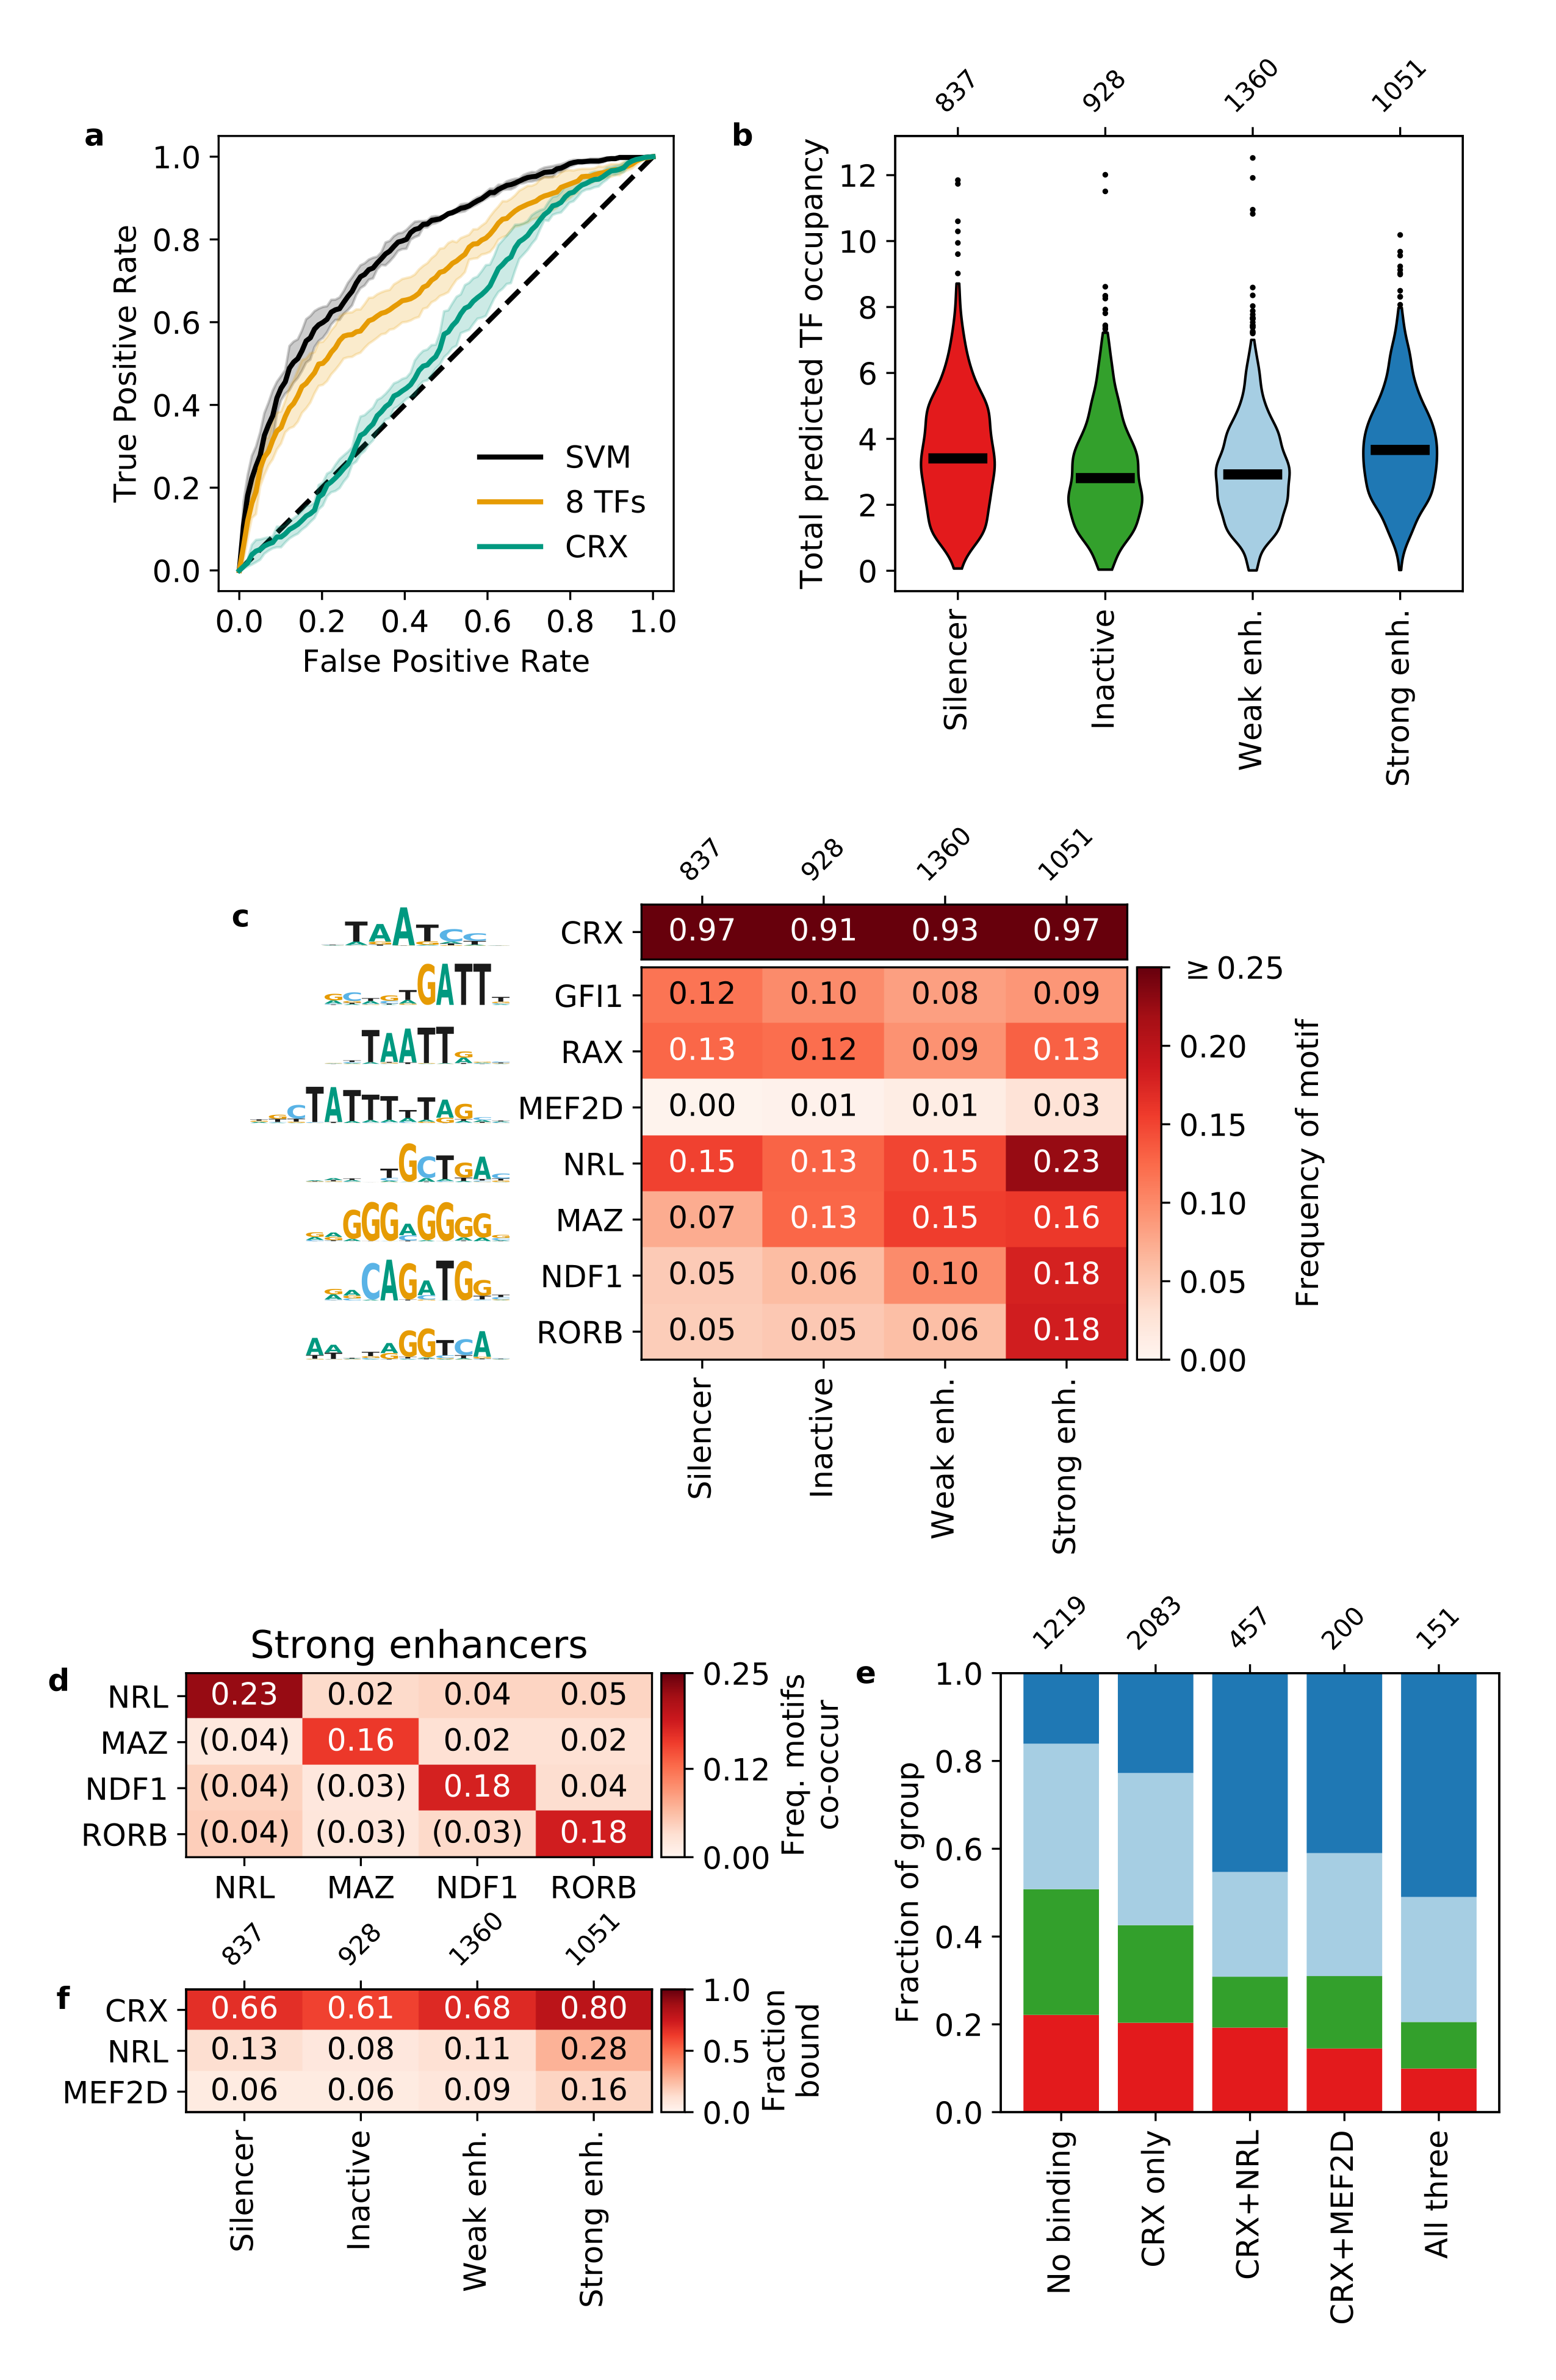 a
1.0
0.8
0.6
0.4
0.2
0.0
True Positive Rate
0.0 0.2 0.4 0.6 0.8 1.0
False Positive Rate
SVM
8 TFs
CRX
b
837 928 1360 1051
12
10
8
6
4
2
0
Total predicted TF occupancy
Silencer Inactive Weak enh. Strong enh.
c
837 928 1360 1051
CRX 0.97 0.91 0.93 0.97
GFI1 0.12 0.10 0.08 0.09
RAX 0.13 0.12 0.09 0.13
MEF2D 0.00 0.01 0.01 0.03
NRL 0.15 0.13 0.15 0.23
MAZ 0.07 0.13 0.15 0.16
NDF1 0.05 0.06 0.10 0.18
RORB 0.05 0.05 0.06 0.18
Silencer Inactive Weak enh. Strong enh.
≥ 0.25
0.20
0.15
0.10
0.05
0.00
Frequency of motif
d
Strong enhancers
NRL 0.23 0.02 0.04 0.05
MAZ (0.04) 0.16 0.02 0.02
NDF1 (0.04) (0.03) 0.18 0.04
RORB (0.04) (0.03) (0.03) 0.18
NRL MAZ NDF1 RORB
0.25
0.12
0.00
Freq. motifs
co-occur
e
1219 2083 457 200 151
1.0
0.8
0.6
0.4
0.2
0.0
Fraction of group
No binding CRX only CRX+NRL CRX+MEF2D All three
f
837 928 1360 1051
CRX 0.66 0.61 0.68 0.80
NRL 0.13 0.08 0.11 0.28
MEF2D 0.06 0.06 0.09 0.16
Silencer Inactive Weak enh. Strong enh.
1.0
0.5
0.0
Fraction
bound